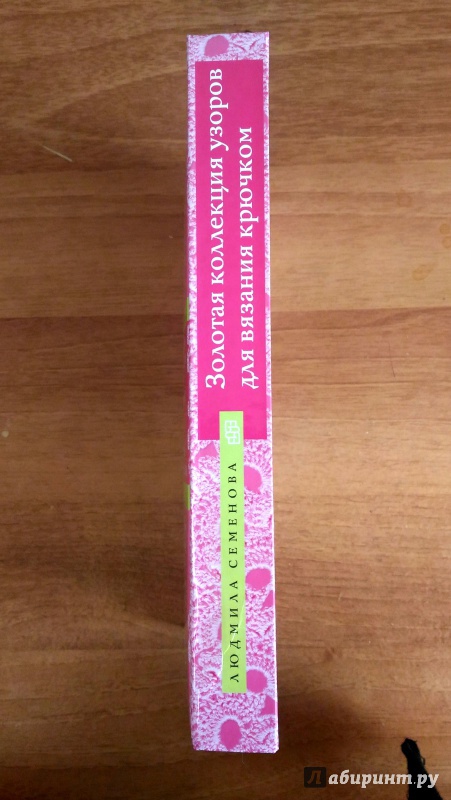 Золотая коллекция узоров
для вязания крючком
ЛЮДМИЛА СЕМЕНОВА
Лабиринт.ру